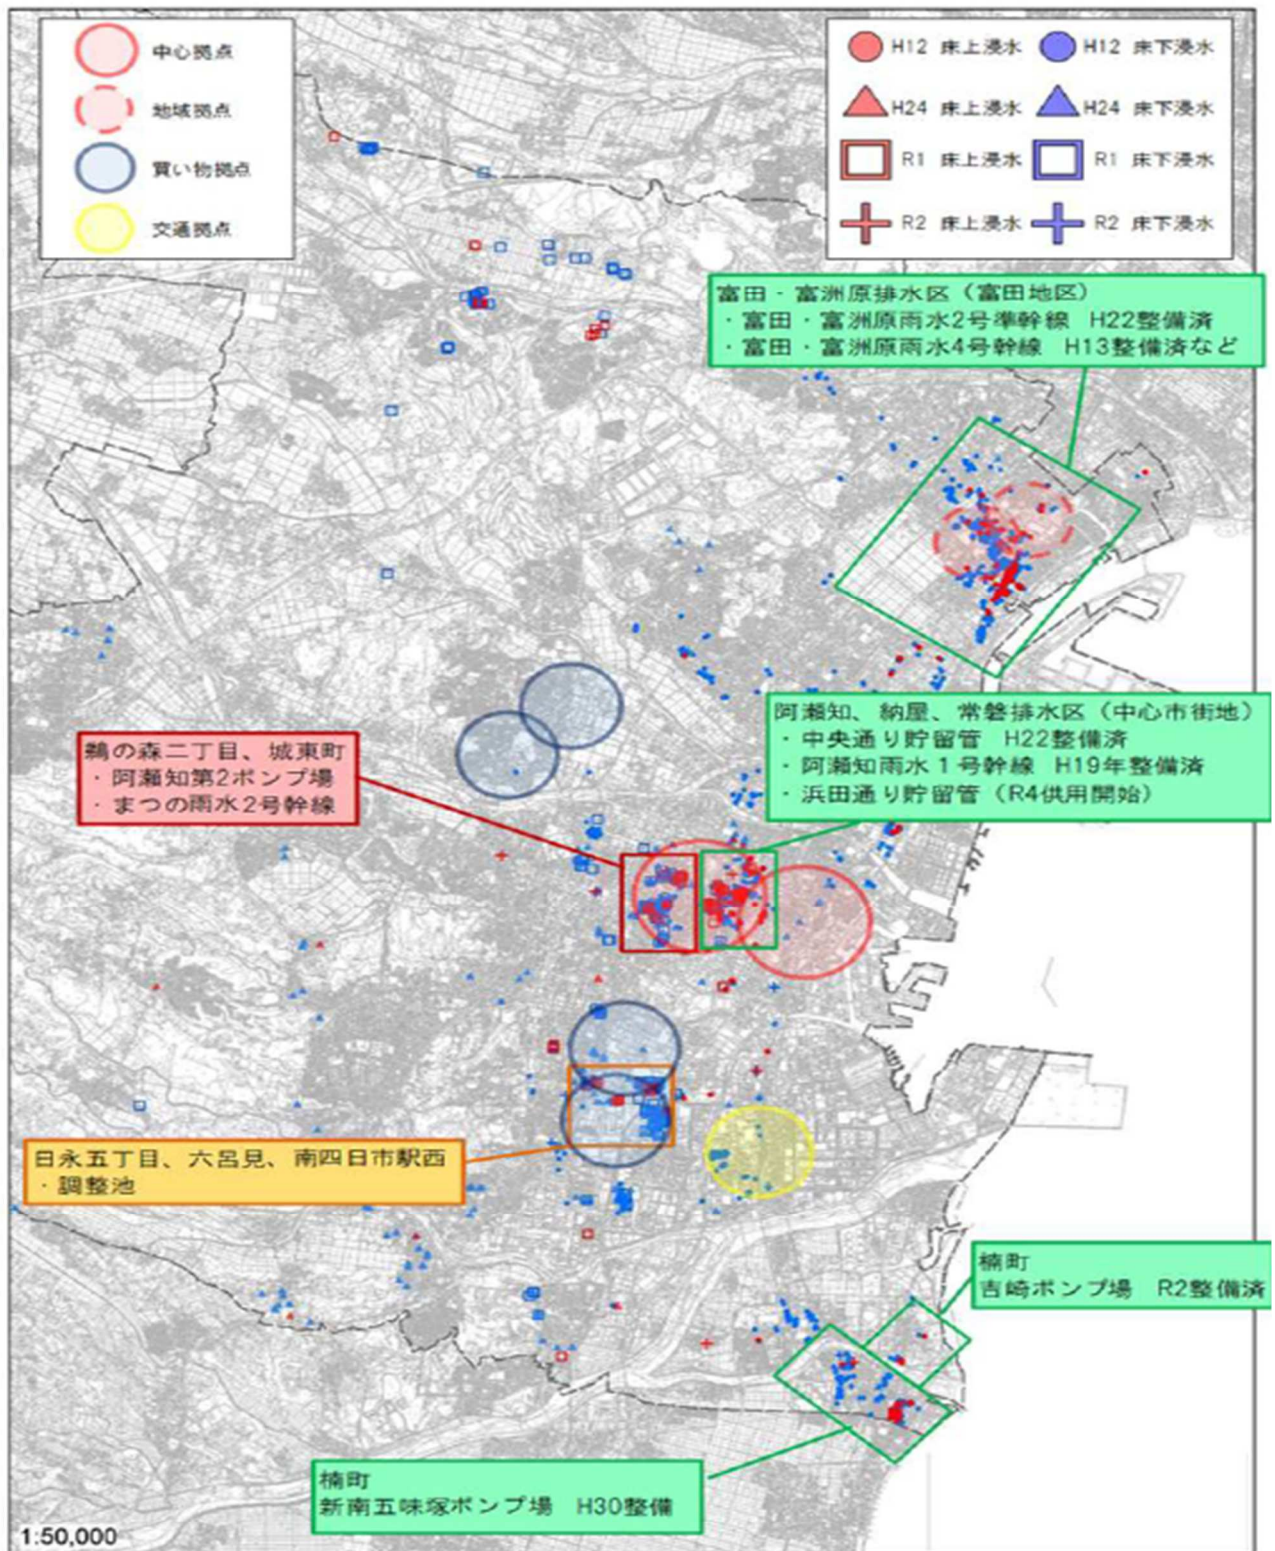 中心拠点
地域拠点
買い物拠点
交通拠点
H12 床上浸水
H12 床下浸水
H24 床上浸水
H24 床下浸水
R1 床上浸水
R1 床下浸水
R2 床上浸水
R2 床下浸水
富田・富洲原排水区（富田地区）
・富田・富洲原雨水2号準幹線　H22整備済
・富田・富洲原雨水4号幹線　H13整備済など
阿瀬知、納屋、常磐排水区（中心市街地）
・中央通り貯留管　H22整備済
・阿瀬知雨水１号幹線　H19年整備済
・浜田通り貯留管（R4供用開始）
鵜の森二丁目、城東町
・阿瀬知第2ポンプ場
・まつの雨水2号幹線
日永五丁目、六呂見、南四日市駅西
・調整池
楠町
吉崎ポンプ場　R2整備済
楠町
新南五味塚ポンプ場　H30整備
1:50,000